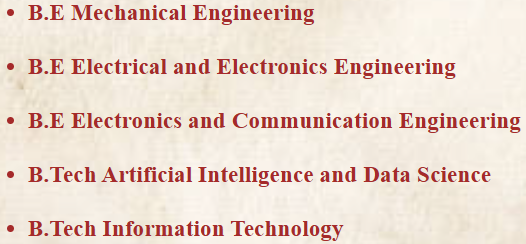 • B.E Mechanical Engineering
• B.E Electrical and Electronics Engineering
• B.E Electronics and Communication Engineering
• B.Tech Artificial Intelligence and Data Science
• B.Tech Information Technology